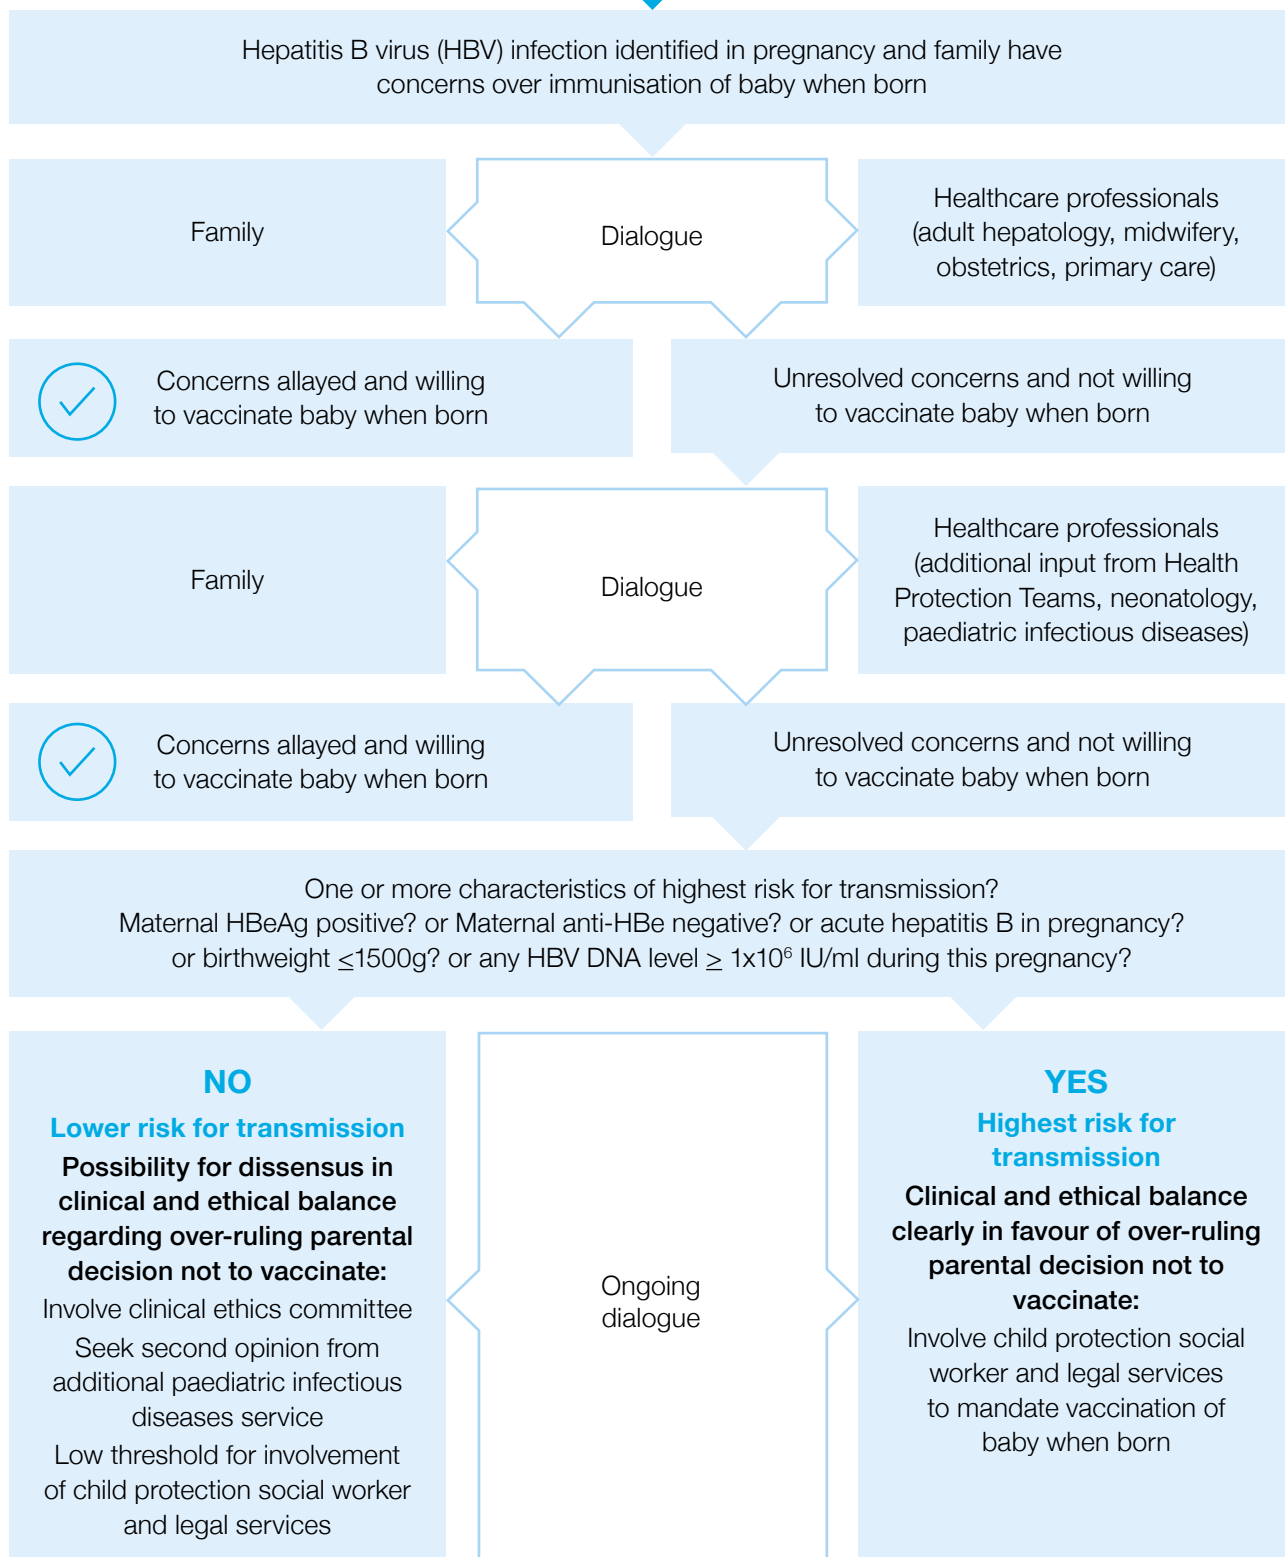 Hepatitis B virus (HBV) infection identified in pregnancy and family have
concerns over immunisation of baby when born
Family
Dialogue
Healthcare professionals
(adult hepatology, midwifery,
obstetrics, primary care)
Concerns allayed and willing
to vaccinate baby when born
Unresolved concerns and not willing
to vaccinate baby when born
Family
Dialogue
Healthcare professionals
(additional input from Health
Protection Teams, neonatology,
paediatric infectious diseases)
Concerns allayed and willing
to vaccinate baby when born
Unresolved concerns and not willing
to vaccinate baby when born
One or more characteristics of highest risk for transmission?
Maternal HBeAg positive? or Maternal anti-HBe negative? or acute hepatitis B in pregnancy?
or birthweight ≤1500g? or any HBV DNA level ≥ 1x10⁶ IU/ml during this pregnancy?
NO
Lower risk for transmission
Possibility for dissensus in
clinical and ethical balance
regarding over-ruling parental
decision not to vaccinate:
Involve clinical ethics committee
Seek second opinion from
additional paediatric infectious
diseases service
Low threshold for involvement
of child protection social worker
and legal services
Ongoing
dialogue
YES
Highest risk for
transmission
Clinical and ethical balance
clearly in favour of over-ruling
parental decision not to
vaccinate:
Involve child protection social
worker and legal services
to mandate vaccination of
baby when born